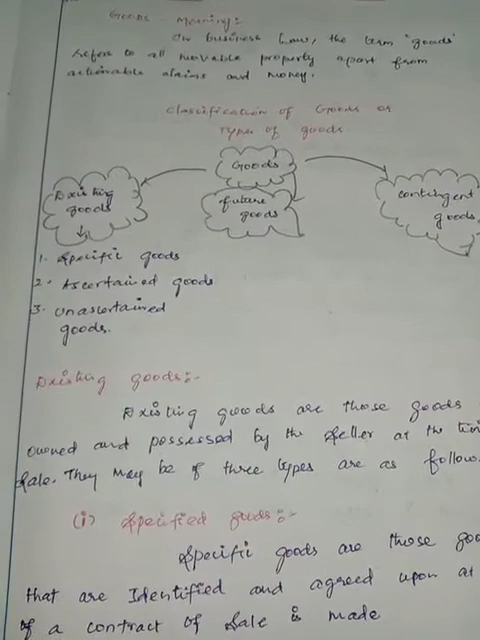 Goods - Meaning:-
In business Law, the term 'goods'
refers to all movable property apart from
actionable claims and money.
Classification of Goods or
Types of goods
Goods
Existing
goods
future
goods
contingent
goods
1. Specific goods
2. Ascertained goods
3. Unascertained
goods.
Existing goods:-
Existing goods are those goods
owned and possessed by the seller at the tim
Sale. They may be of three types are as follow.
(i) Specified goods:-
Specific goods are those goo
that are Identified and agreed upon at
of a contract of Sale is made